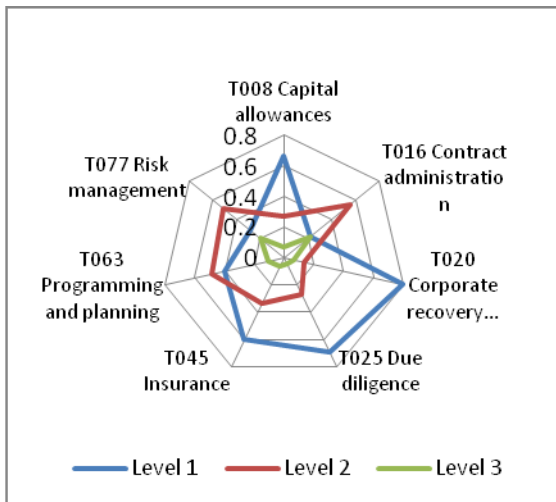 T008 Capital
allowances
0.8
0.6
0.4
0.2
0
T077 Risk
management
T016 Contract
administratio
n
T063
Programming
and planning
T020
Corporate
recovery...
T045
Insurance
T025 Due
diligence
Level 1
Level 2
Level 3